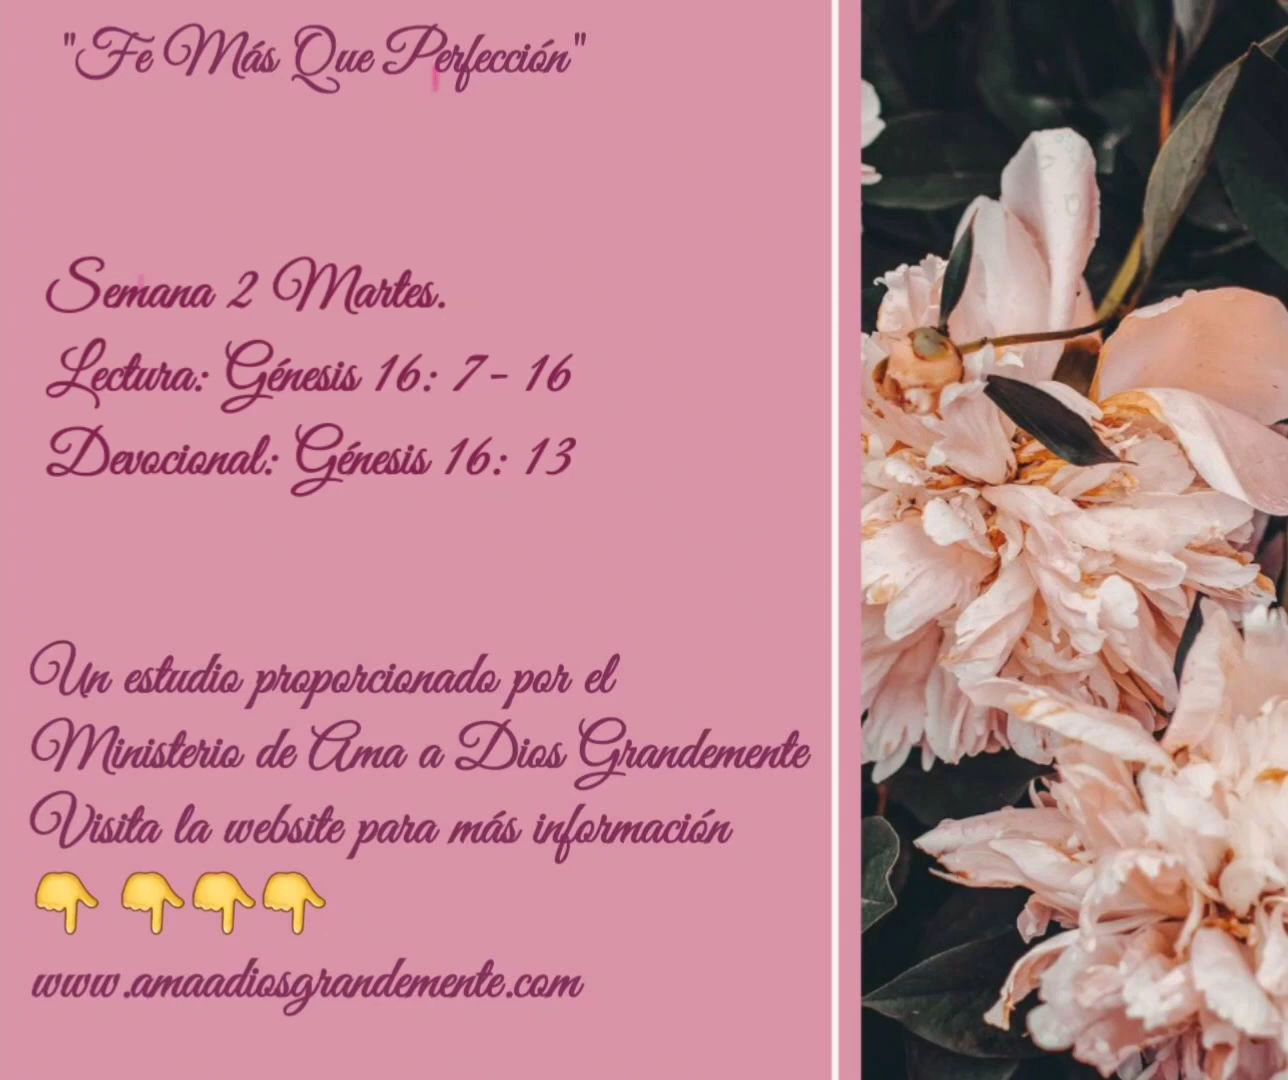 "Fe Más Que Perfección"
Semana 2 Martes.
Lectura: Génesis 16: 7- 16
Devocional: Génesis 16: 13
Un estudio proporcionado por el
Ministerio de Ama a Dios Grandemente
Visita la website para más información
👇 👇👇👇
www.amaadiosgrandemente.com